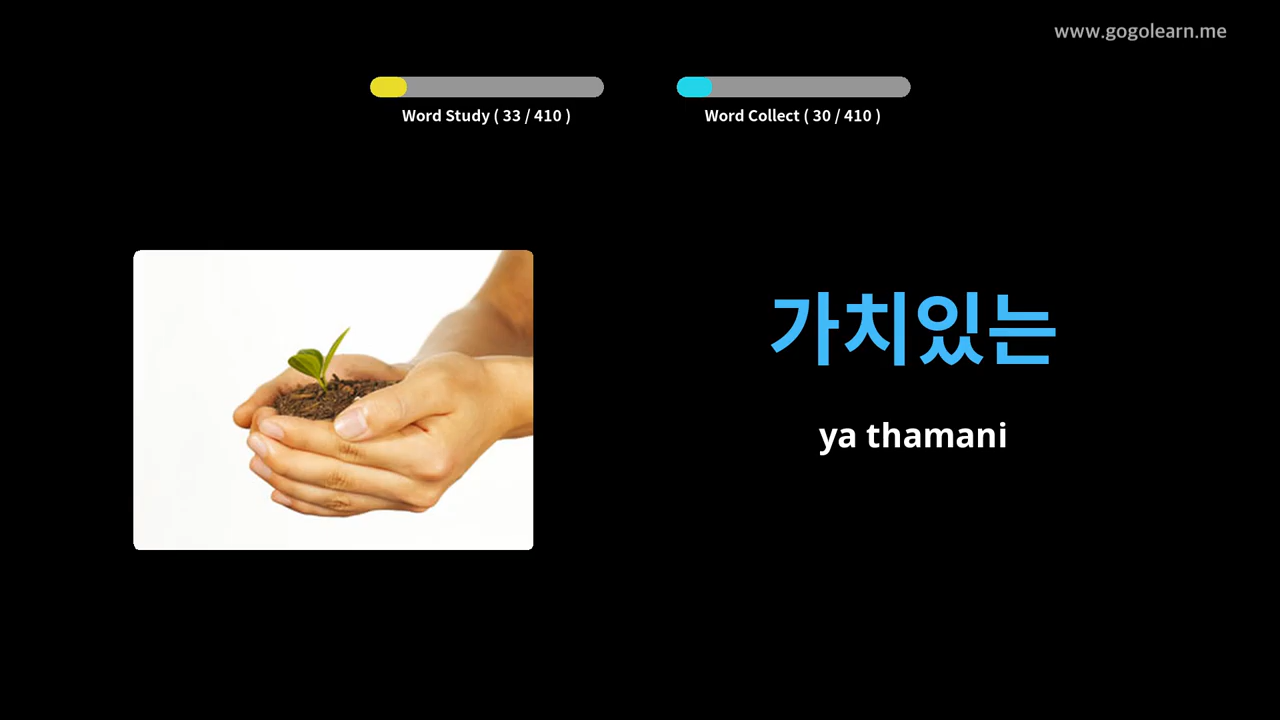 www.gogolearn.me
Word Study ( 33 / 410 )
Word Collect ( 30 / 410 )
가치있는
ya thamani